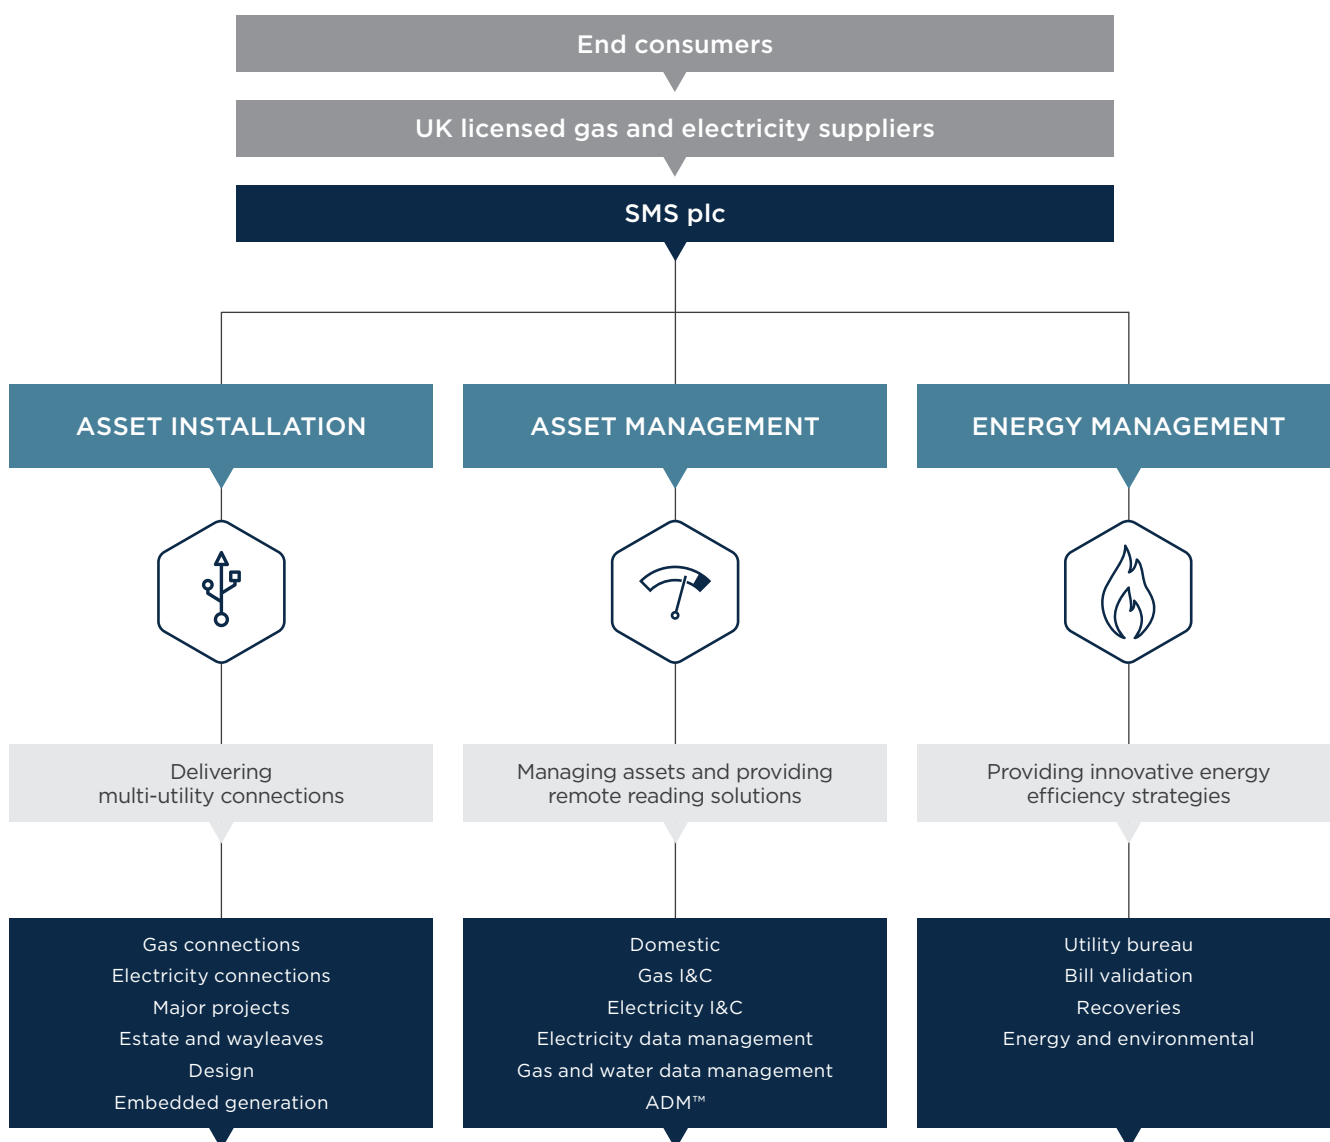 End consumers
UK licensed gas and electricity suppliers
SMS plc
ASSET INSTALLATION
ASSET MANAGEMENT
ENERGY MANAGEMENT
Delivering
multi-utility connections
Managing assets and providing
remote reading solutions
Providing innovative energy
efficiency strategies
Gas connections
Electricity connections
Major projects
Estate and wayleaves
Design
Embedded generation
Domestic
Gas I&C
Electricity I&C
Electricity data management
Gas and water data management
ADM™
Utility bureau
Bill validation
Recoveries
Energy and environmental